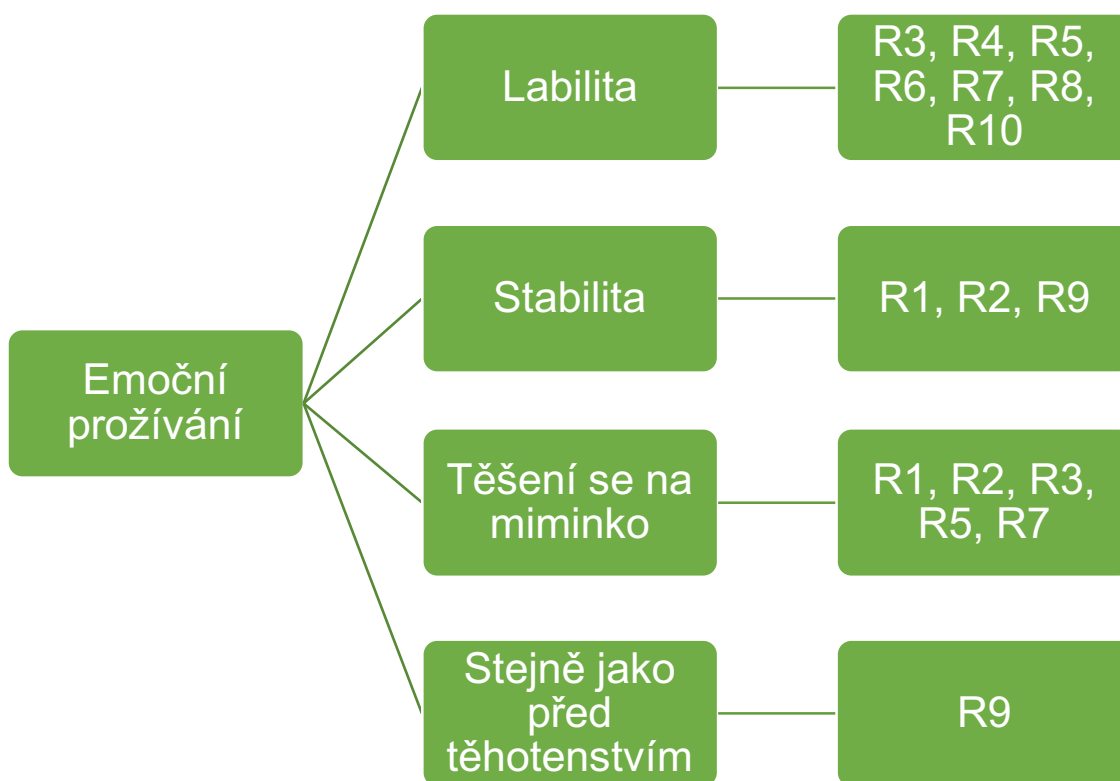 Emoční
prožívání
Labilita
R3, R4, R5,
R6, R7, R8,
R10
Stabilita
R1, R2, R9
Těšení se na
miminko
R1, R2, R3,
R5, R7
Stejně jako
před
těhotenstvím
R9